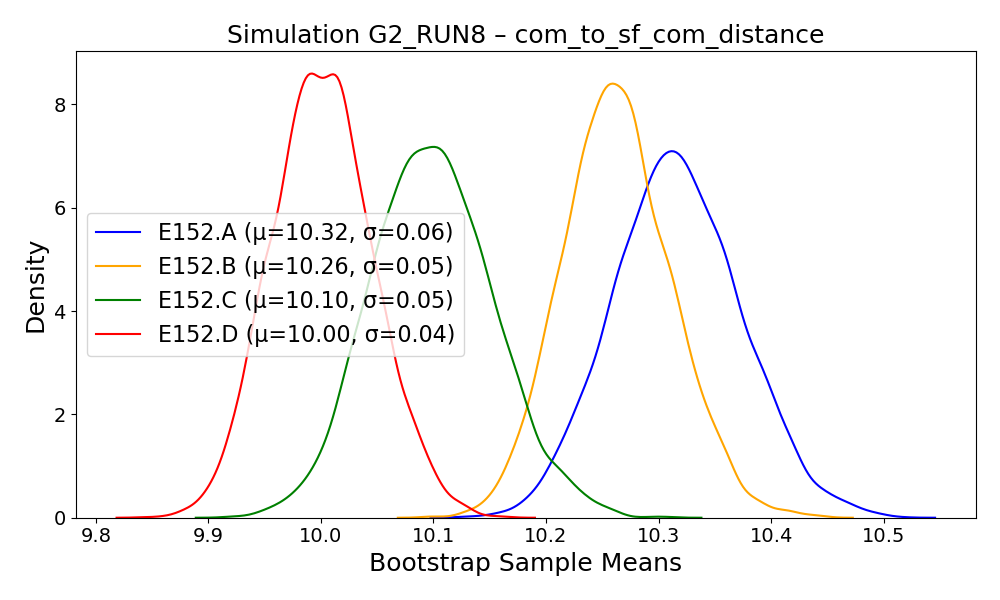 Simulation G2_RUN8 – com_to_sf_com_distance
Density
8
6
4
2
0
E152.A (μ=10.32, σ=0.06)
E152.B (μ=10.26, σ=0.05)
E152.C (μ=10.10, σ=0.05)
E152.D (μ=10.00, σ=0.04)
9.8 9.9 10.0 10.1 10.2 10.3 10.4 10.5
Bootstrap Sample Means